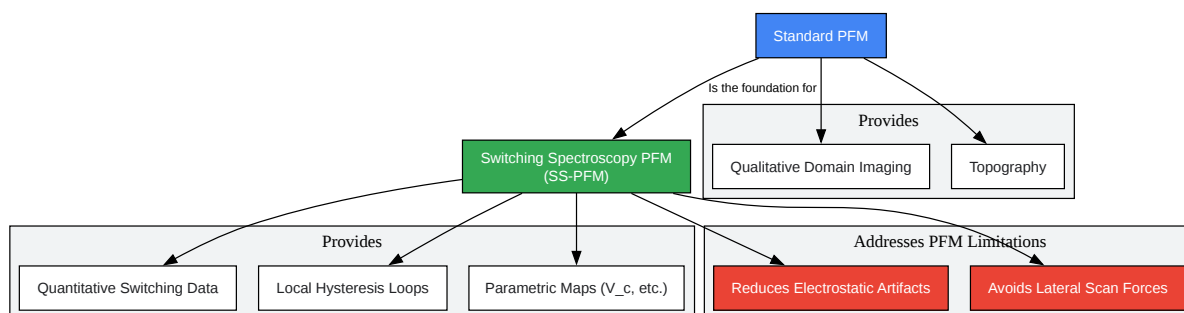 Standard PFM
Is the foundation for
Provides
Qualitative Domain Imaging
Topography
Switching Spectroscopy PFM
(SS-PFM)
Provides
Quantitative Switching Data
Local Hysteresis Loops
Parametric Maps (V_c, etc.)
Addresses PFM Limitations
Reduces Electrostatic Artifacts
Avoids Lateral Scan Forces